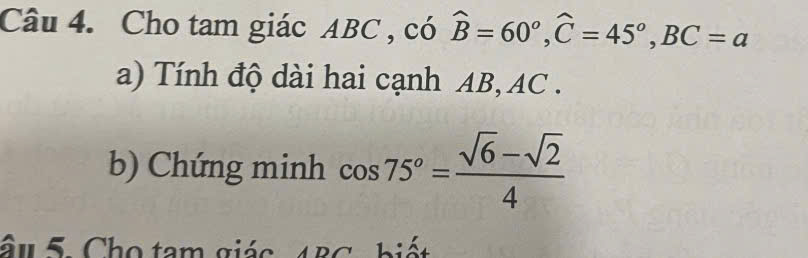 Câu 4. Cho tam giác ABC, có $\widehat{B} = 60^o, \widehat{C} = 45^o, BC = a$
a) Tính độ dài hai cạnh AB, AC.
b) Chứng minh $\cos 75^o = \frac{\sqrt{6} - \sqrt{2}}{4}$
âu 5. Cho tam giác ABC biết